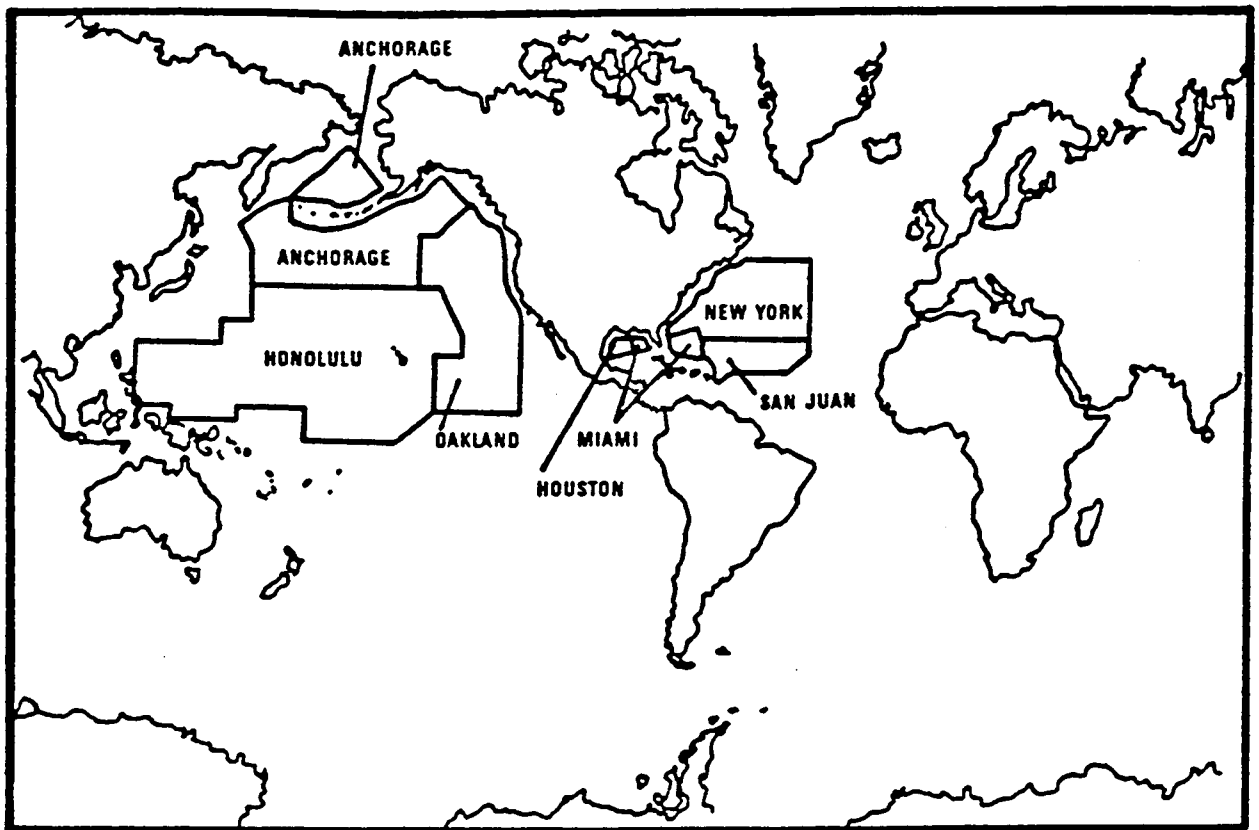 ANCHORAGE
ANCHORAGE
NEW YORK
HONOLULU
SAN JUAN
OAKLAND
MIAMI
HOUSTON